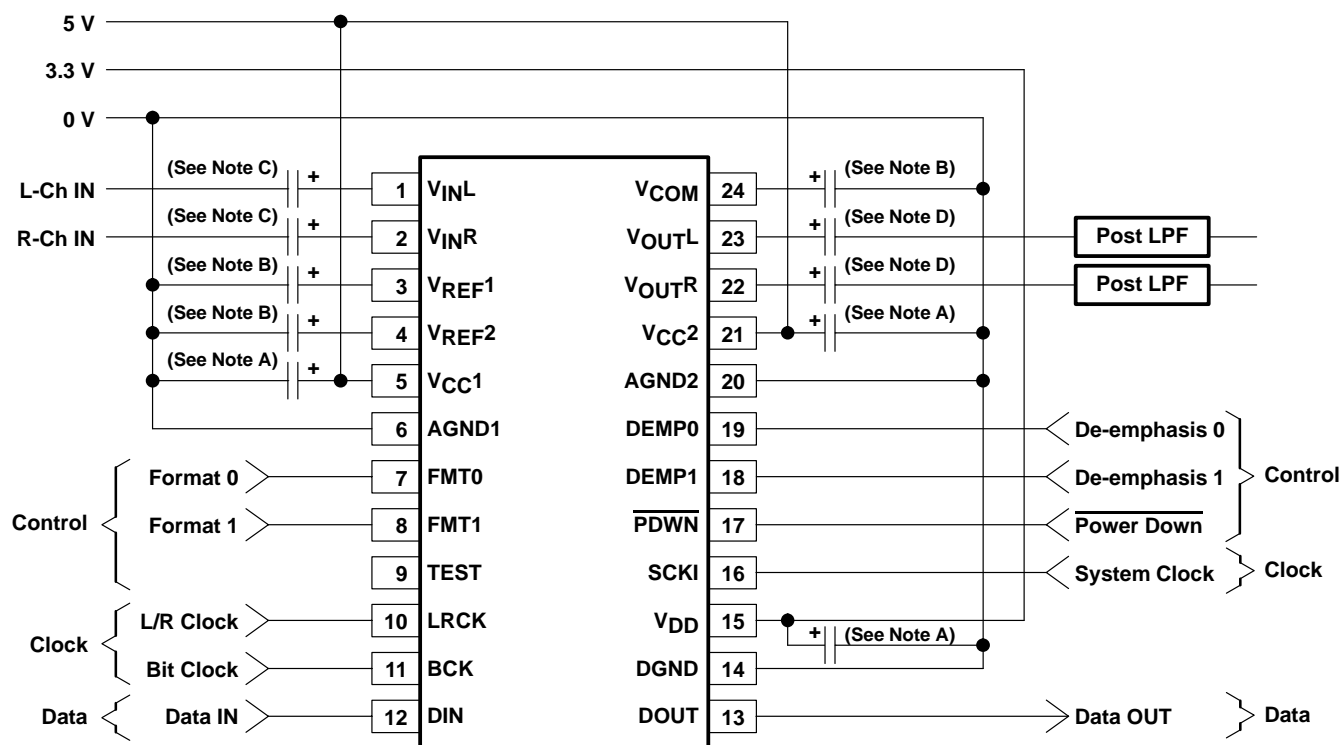 5 V
3.3 V
0 V
(See Note C) + 1 VINL VCOM 24 + (See Note B)
L-Ch IN
(See Note C) + 2 VINR VOUTL 23 + (See Note D) Post LPF
R-Ch IN
(See Note B) + 3 VREF1 VOUTR 22 + (See Note D) Post LPF
(See Note B) + 4 VREF2 VCC2 21 + (See Note A)
(See Note A) + 5 VCC1 AGND2 20
6 AGND1 DEMP0 19 De-emphasis 0
Format 0 7 FMT0 DEMP1 18 De-emphasis 1 Control
Control Format 1 8 FMT1 PDWN 17 Power Down
9 TEST SCKI 16 System Clock Clock
L/R Clock 10 LRCK VDD 15
Clock + (See Note A)
Bit Clock 11 BCK DGND 14
Data Data IN 12 DIN DOUT 13 Data OUT Data